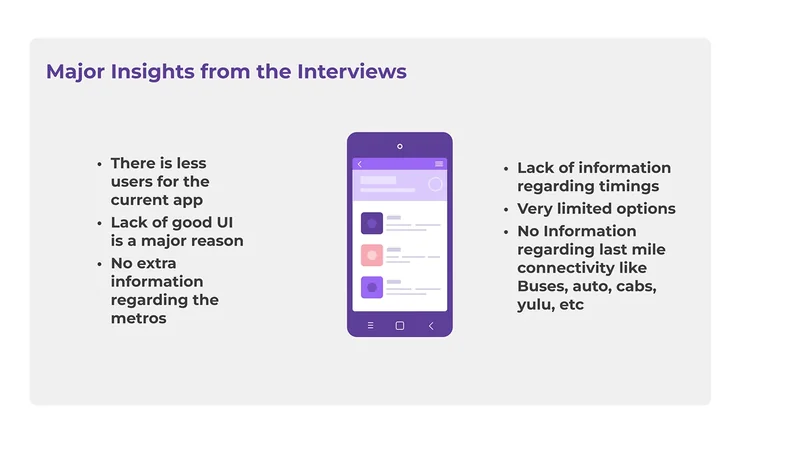 Major Insights from the Interviews
• There is less
users for the
current app
• Lack of good UI
is a major reason
• No extra
information
regarding the
metros
• Lack of information
regarding timings
• Very limited options
• No Information
regarding last mile
connectivity like
Buses, auto, cabs,
yulu, etc